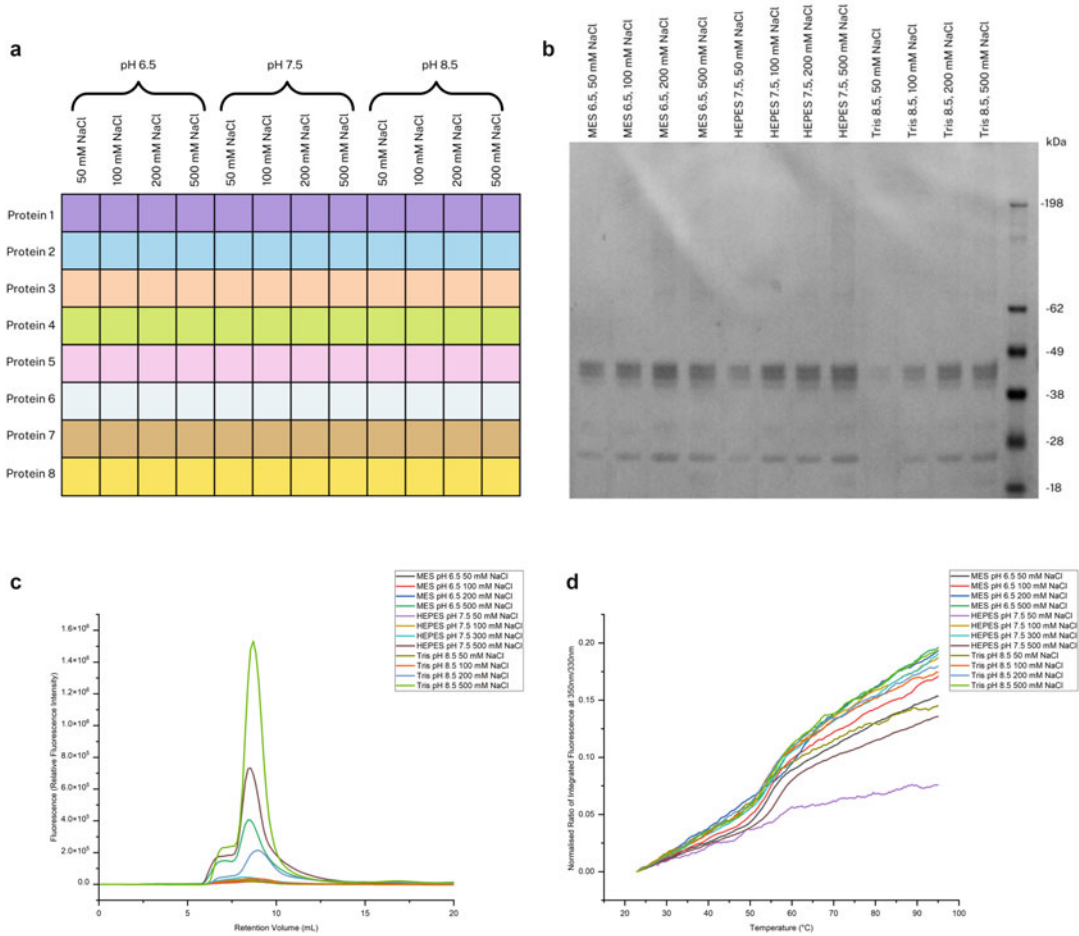 a
pH 6.5 pH 7.5 pH 8.5
50 mM NaCl
100 mM NaCl
200 mM NaCl
500 mM NaCl
50 mM NaCl
100 mM NaCl
200 mM NaCl
500 mM NaCl
50 mM NaCl
100 mM NaCl
200 mM NaCl
500 mM NaCl
Protein 1
Protein 2
Protein 3
Protein 4
Protein 5
Protein 6
Protein 7
Protein 8
b
MES 6.5, 50 mM NaCl
MES 6.5, 100 mM NaCl
MES 6.5, 200 mM NaCl
MES 6.5, 500 mM NaCl
HEPES 7.5, 50 mM NaCl
HEPES 7.5, 100 mM NaCl
HEPES 7.5, 200 mM NaCl
HEPES 7.5, 500 mM NaCl
Tris 8.5, 50 mM NaCl
Tris 8.5, 100 mM NaCl
Tris 8.5, 200 mM NaCl
Tris 8.5, 500 mM NaCl
kDa
-198
-62
-49
-38
-28
-18
c
MES pH 6.5 50 mM NaCl
MES pH 6.5 100 mM NaCl
MES pH 6.5 200 mM NaCl
MES pH 6.5 500 mM NaCl
HEPES pH 7.5 50 mM NaCl
HEPES pH 7.5 100 mM NaCl
HEPES pH 7.5 300 mM NaCl
HEPES pH 7.5 500 mM NaCl
Tris pH 8.5 50 mM NaCl
Tris pH 8.5 100 mM NaCl
Tris pH 8.5 200 mM NaCl
Tris pH 8.5 500 mM NaCl
Fluorescence (Relative Fluorescence Intensity)
1.6×10⁶
1.4×10⁶
1.2×10⁶
1.0×10⁶
8.0×10⁵
6.0×10⁵
4.0×10⁵
2.0×10⁵
0.0
0 5 10 15 20
Retention Volume (mL)
d
MES pH 6.5 50 mM NaCl
MES pH 6.5 100 mM NaCl
MES pH 6.5 200 mM NaCl
MES pH 6.5 500 mM NaCl
HEPES pH 7.5 50 mM NaCl
HEPES pH 7.5 100 mM NaCl
HEPES pH 7.5 300 mM NaCl
HEPES pH 7.5 500 mM NaCl
Tris pH 8.5 50 mM NaCl
Tris pH 8.5 100 mM NaCl
Tris pH 8.5 200 mM NaCl
Tris pH 8.5 500 mM NaCl
Normalised Ratio of Integrated Fluorescence at 350nm/330nm
0.20
0.15
0.10
0.05
0.00
20 30 40 50 60 70 80 90 100
Temperature (°C)